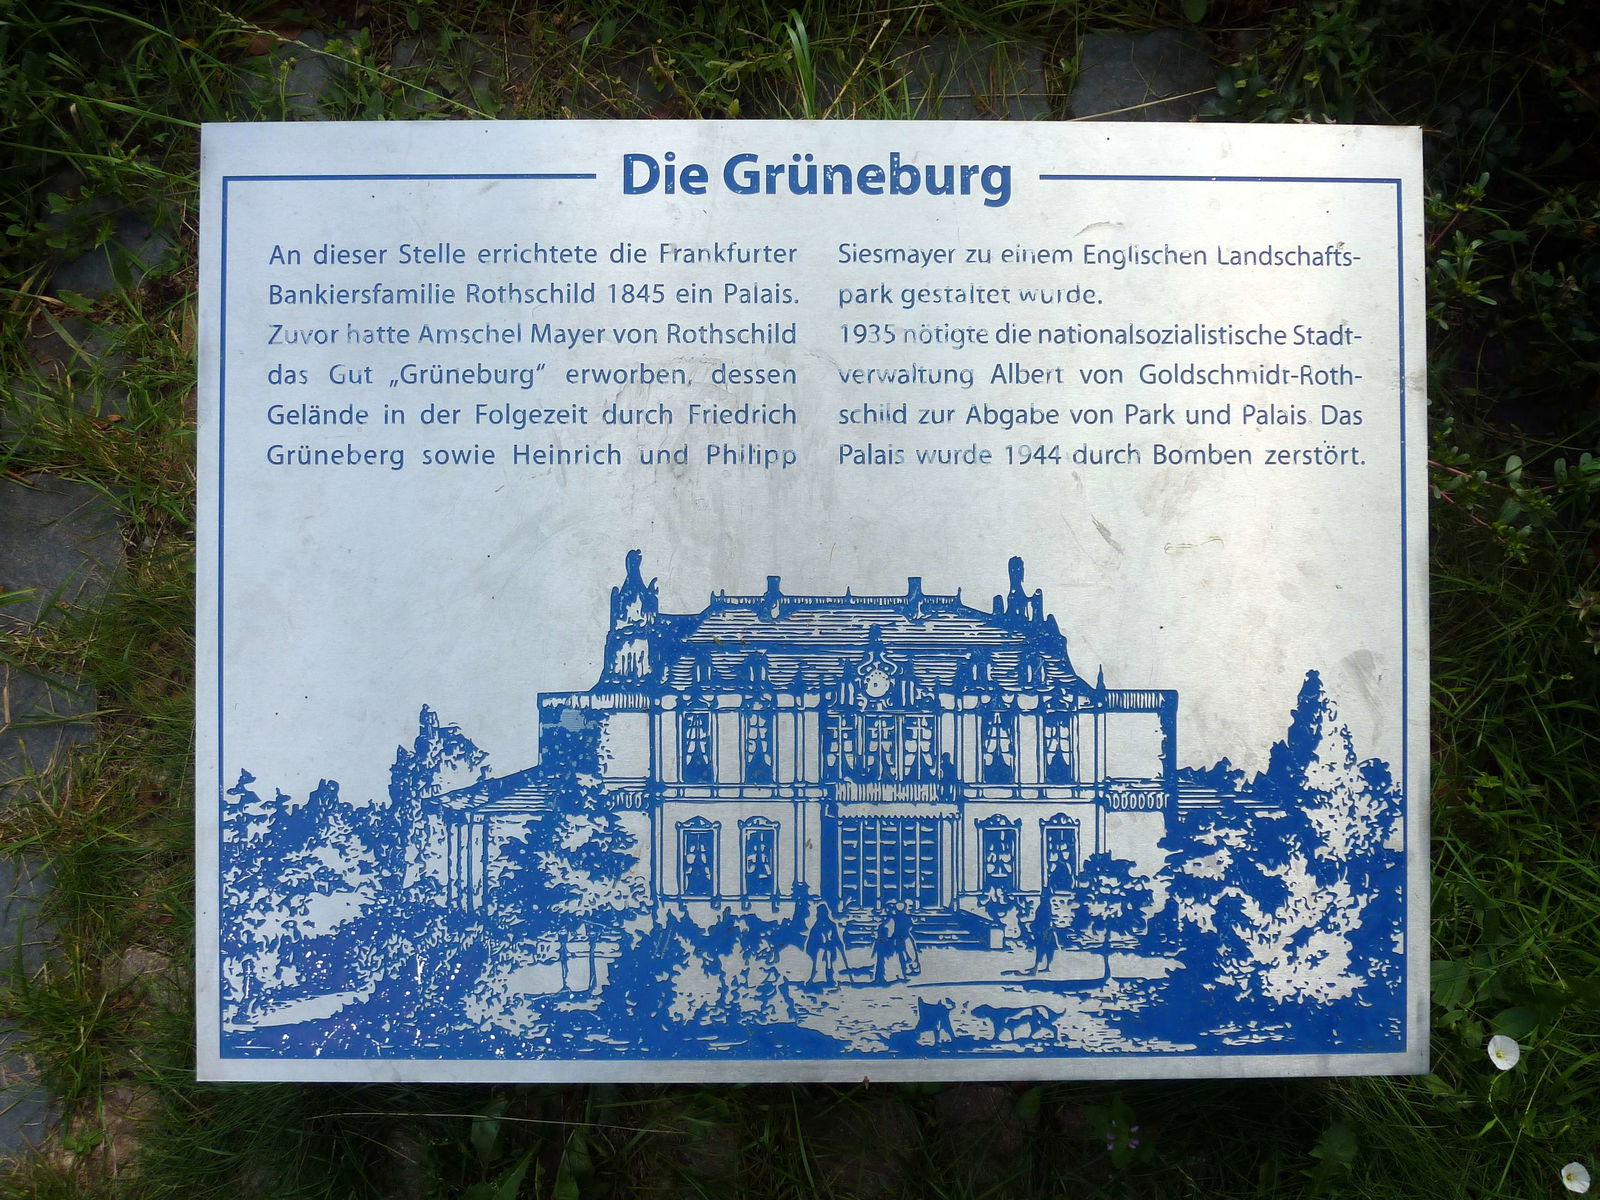 Die Grüneburg
An dieser Stelle errichtete die Frankfurter
Bankiersfamilie Rothschild 1845 ein Palais.
Zuvor hatte Amschel Mayer von Rothschild
das Gut „Grüneburg“ erworben, dessen
Gelände in der Folgezeit durch Friedrich
Grüneberg sowie Heinrich und Philipp
Siesmayer zu einem Englischen Landschafts-
park gestaltet wurde.
1935 nötigte die nationalsozialistische Stadt-
verwaltung Albert von Goldschmidt-Roth-
schild zur Abgabe von Park und Palais. Das
Palais wurde 1944 durch Bomben zerstört.